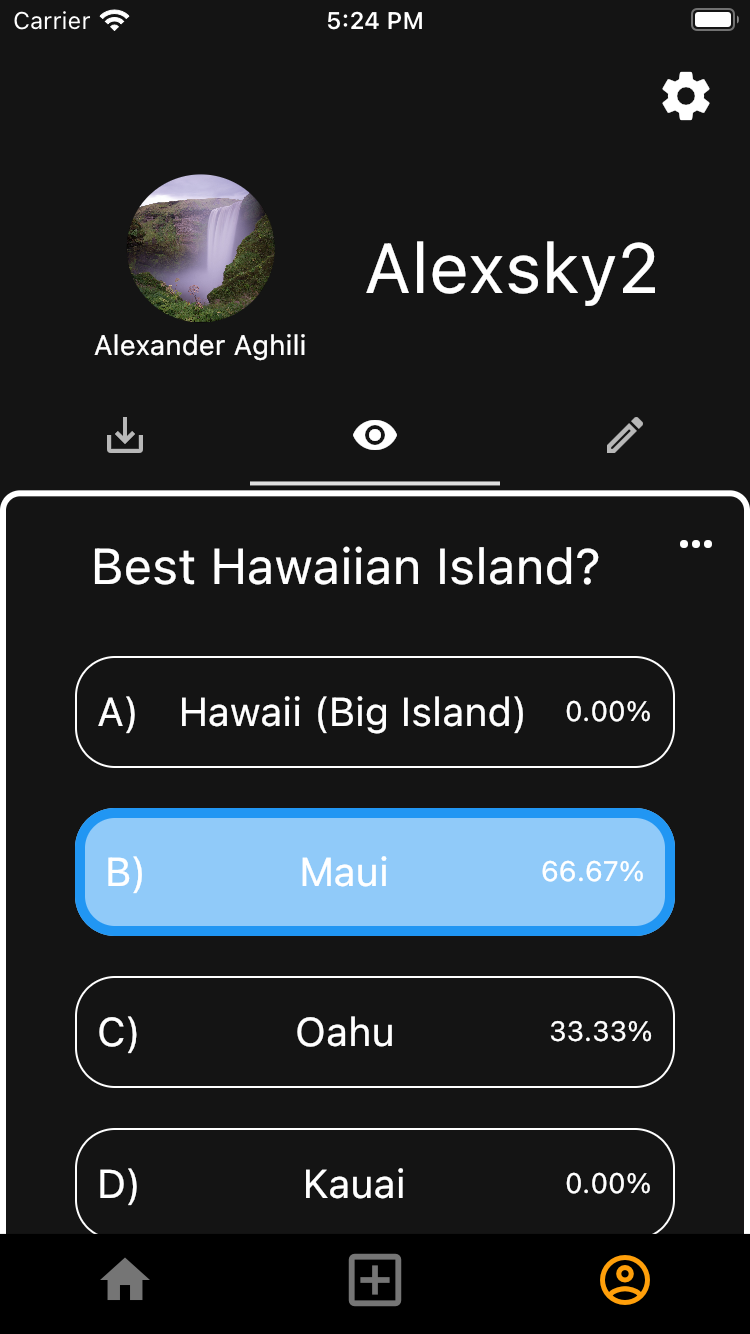 Carrier 5:24 PM
Alexsky2
Alexander Aghili
Best Hawaiian Island?
A) Hawaii (Big Island) 0.00%
B) Maui 66.67%
C) Oahu 33.33%
D) Kauai 0.00%